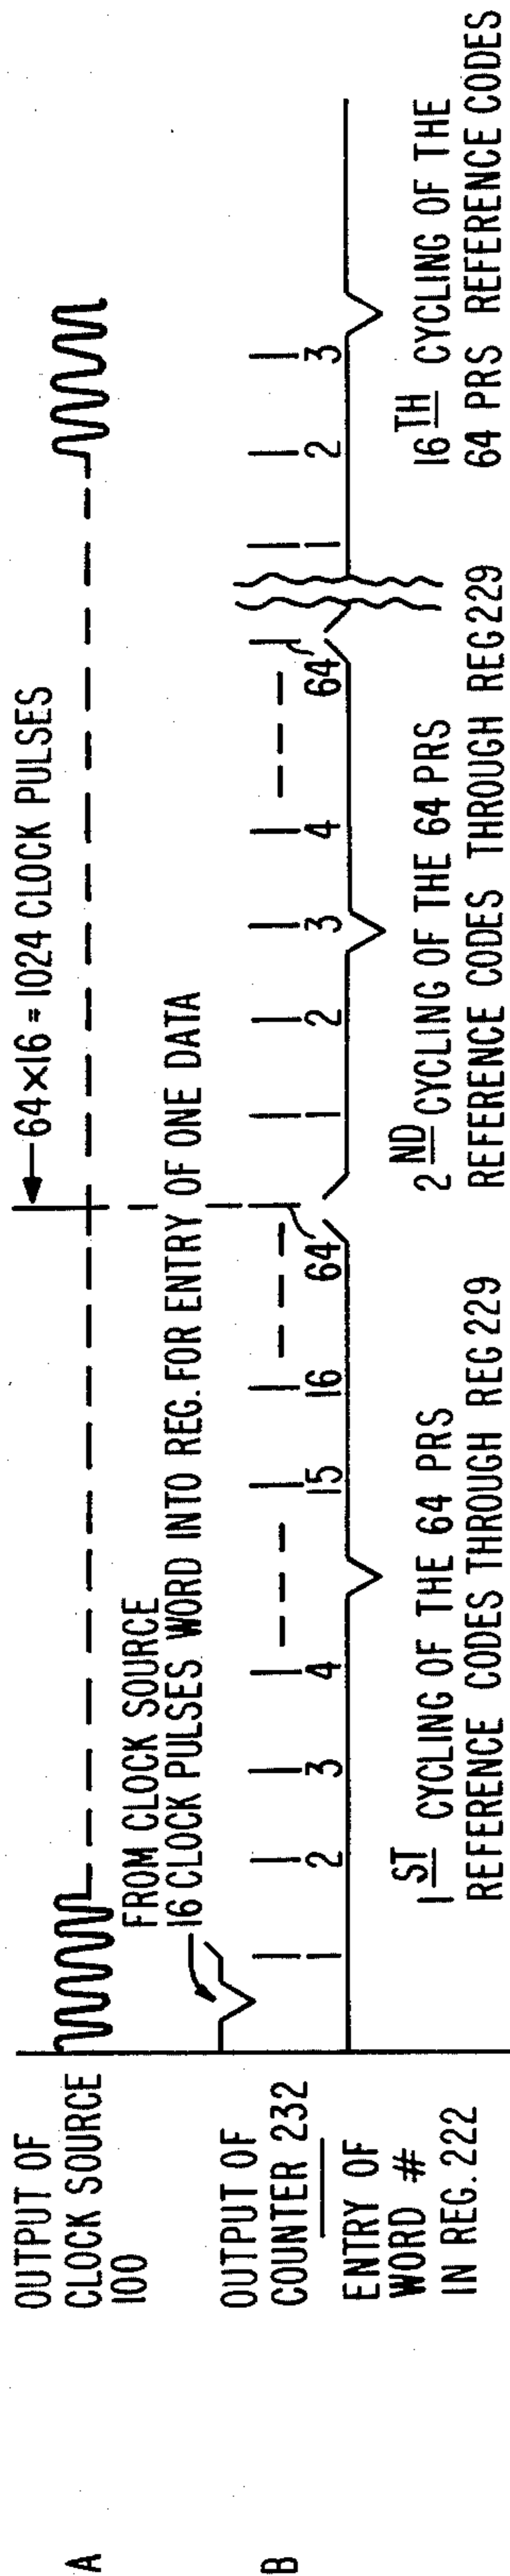 A
OUTPUT OF
CLOCK SOURCE
100
64×16 = 1024 CLOCK PULSES
FROM CLOCK SOURCE
16 CLOCK PULSES WORD INTO REG. FOR ENTRY OF ONE DATA
B
OUTPUT OF
COUNTER 232
ENTRY OF
WORD #
IN REG. 222
1 2 3 4 15 16 64 1 2 3 4 64 1 2 3
1ST CYCLING OF THE 64 PRS
REFERENCE CODES THROUGH REG 229
2ND CYCLING OF THE 64 PRS
REFERENCE CODES THROUGH REG 229
16TH CYCLING OF THE
64 PRS REFERENCE CODES